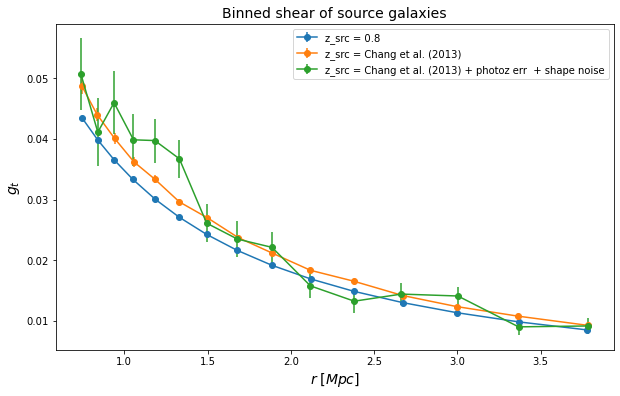 Binned shear of source galaxies
z_src = 0.8
z_src = Chang et al. (2013)
z_src = Chang et al. (2013) + photoz err  + shape noise
0.05
0.04
0.03
0.02
0.01
g_t
1.0 1.5 2.0 2.5 3.0 3.5
r [Mpc]